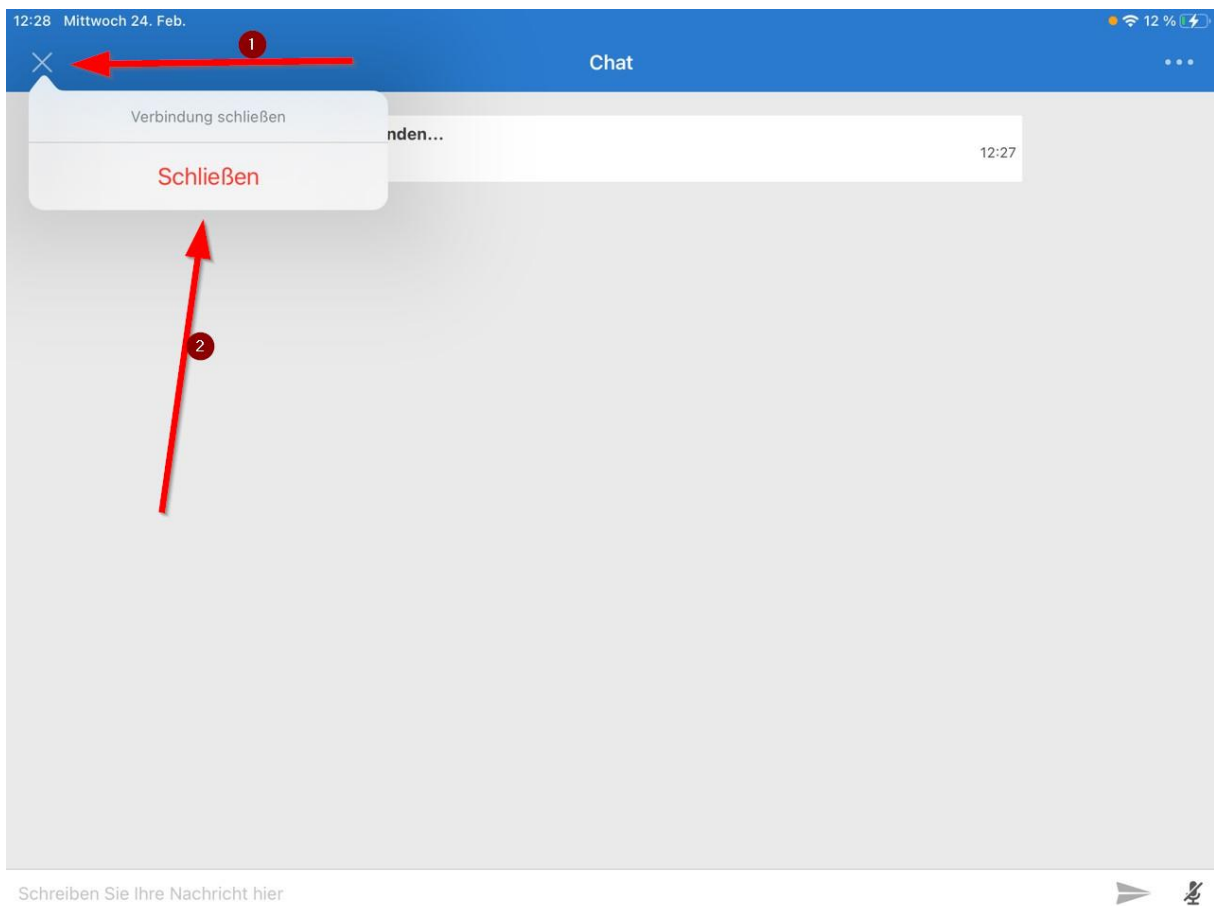 12:28 Mittwoch 24. Feb.
12 %
1
Chat
Verbindung schließen
nden...
12:27
Schließen
2
Schreiben Sie Ihre Nachricht hier